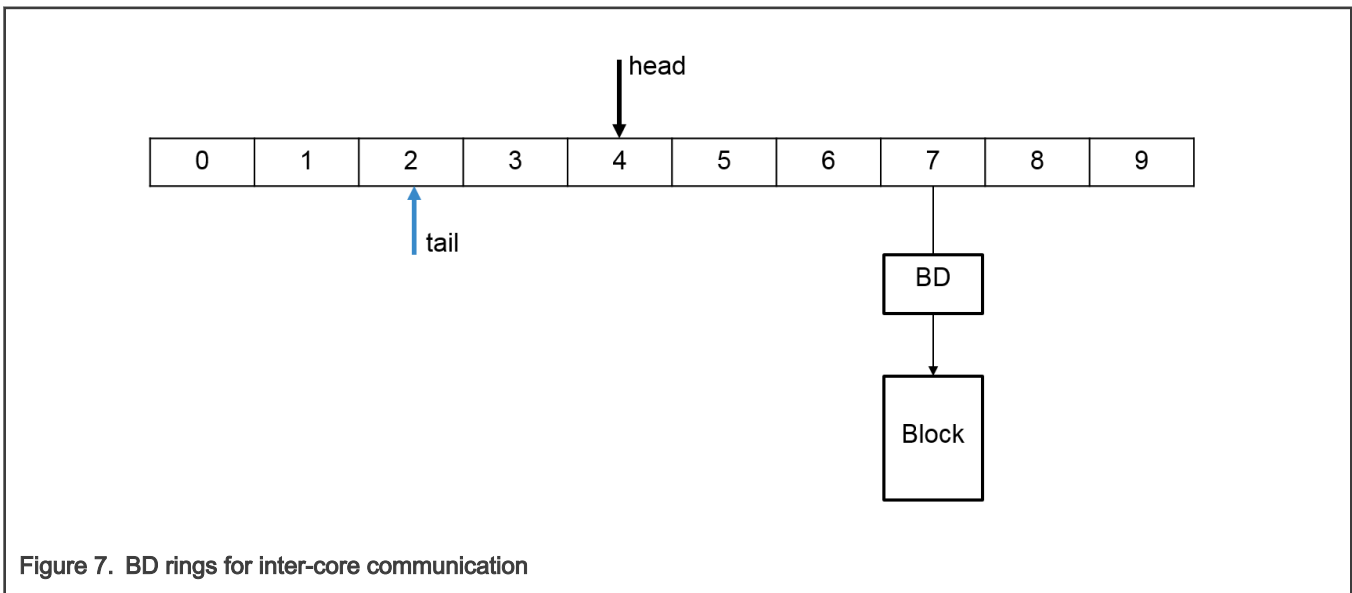 head
0 1 2 3 4 5 6 7 8 9
tail
BD
Block
Figure 7. BD rings for inter-core communication